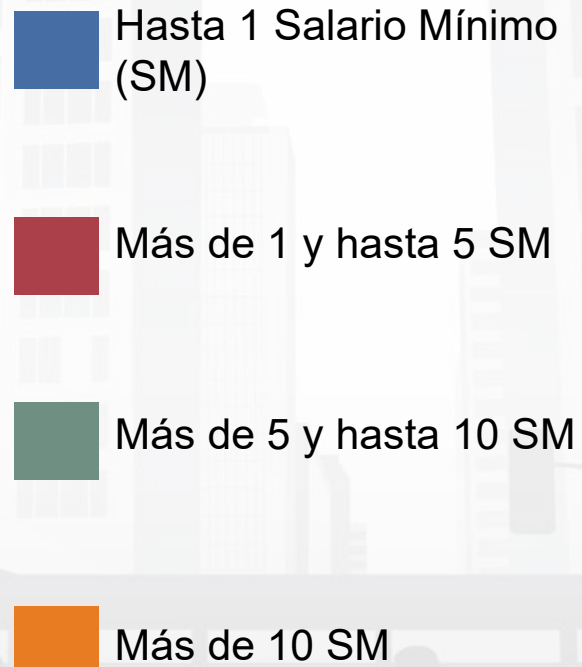 Hasta 1 Salario Mínimo
(SM)
Más de 1 y hasta 5 SM
Más de 5 y hasta 10 SM
Más de 10 SM